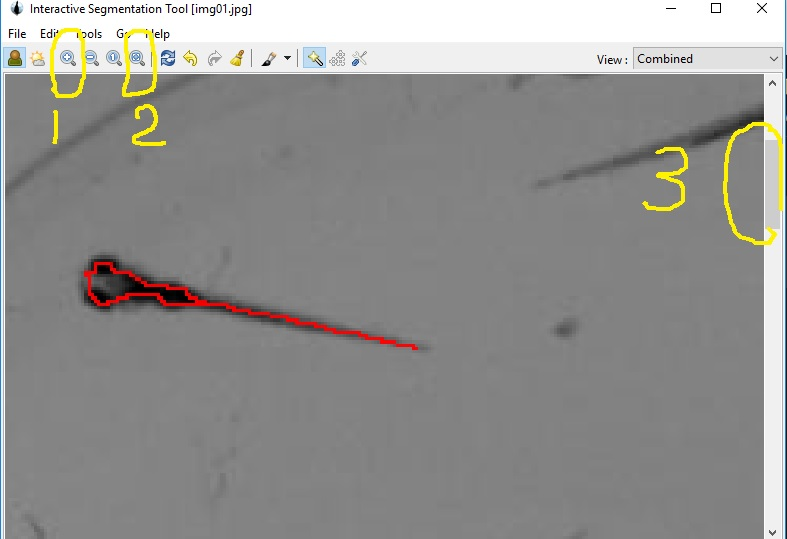 Interactive Segmentation Tool [img01.jpg]
File Edit Tools Go Help
View : Combined
1 2
3